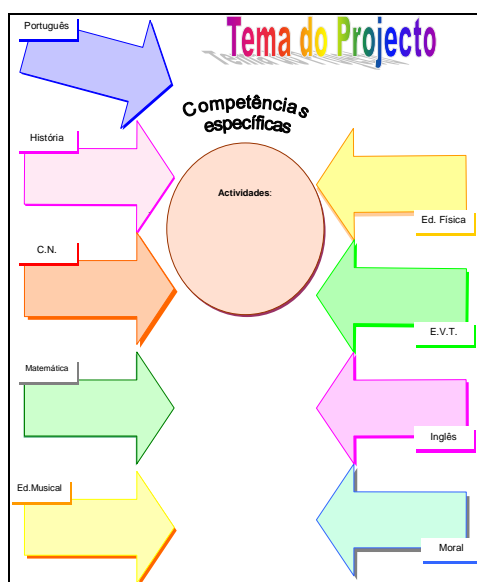 Português
Tema do Projecto
Competências
específicas
História
Actividades:
Ed. Física
C.N.
E.V.T.
Matemática
Inglês
Ed.Musical
Moral